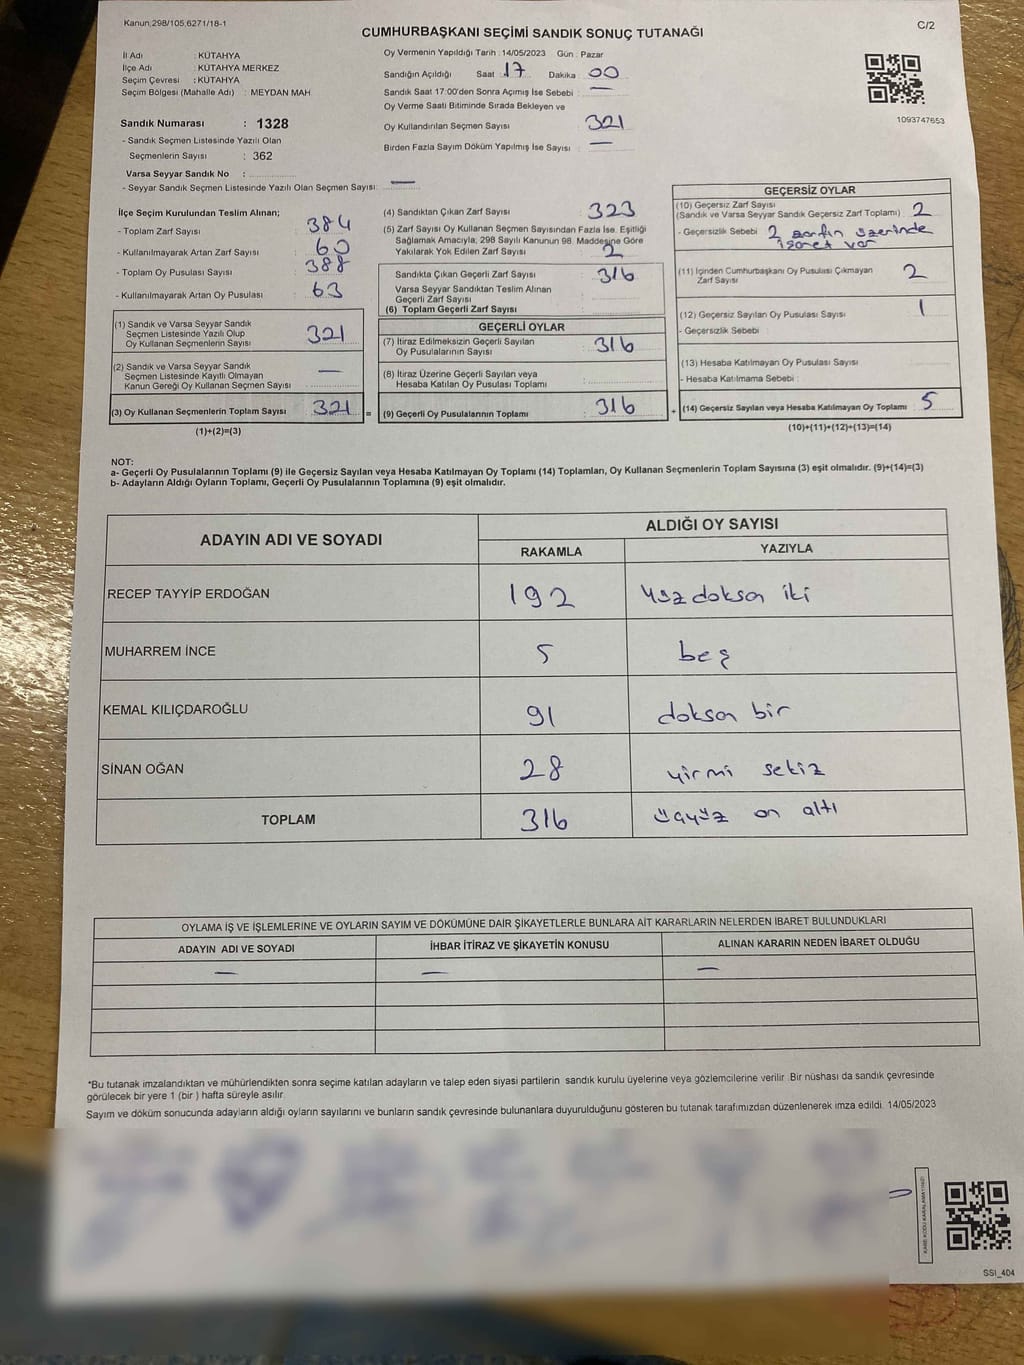 Kanun,298/105,6271/18-1
C/2
CUMHURBAŞKANI SEÇİMİ SANDIK SONUÇ TUTANAĞI
İl Adı : KÜTAHYA
İlçe Adı : KÜTAHYA MERKEZ
Seçim Çevresi : KÜTAHYA
Seçim Bölgesi (Mahalle Adı) : MEYDAN MAH.
Sandık Numarası : 1328
- Sandık Seçmen Listesinde Yazılı Olan
Seçmenlerin Sayısı : 362
Varsa Seyyar Sandık No :
- Seyyar Sandık Seçmen Listesinde Yazılı Olan Seçmen Sayısı: —
Oy Vermenin Yapıldığı Tarih : 14/05/2023 Gün : Pazar
Sandığın Açıldığı Saat : 17 Dakika : 00
Sandık Saat 17:00'den Sonra Açılmış İse Sebebi : —
Oy Verme Saati Bitiminde Sırada Bekleyen ve
Oy Kullandırılan Seçmen Sayısı : 321
Birden Fazla Sayım Döküm Yapılmış İse Sayısı : —
1093747653
İlçe Seçim Kurulundan Teslim Alınan;
- Toplam Zarf Sayısı : 384
- Kullanılmayarak Artan Zarf Sayısı : 60
- Toplam Oy Pusulası Sayısı : 388
- Kullanılmayarak Artan Oy Pusulası : 63
(1) Sandık ve Varsa Seyyar Sandık
Seçmen Listesinde Yazılı Olup
Oy Kullanan Seçmenlerin Sayısı : 321
(2) Sandık ve Varsa Seyyar Sandık
Seçmen Listesinde Kayıtlı Olmayan
Kanun Gereği Oy Kullanan Seçmen Sayısı : —
(3) Oy Kullanan Seçmenlerin Toplam Sayısı : 321 =
(1)+(2)=(3)
(4) Sandıktan Çıkan Zarf Sayısı : 323
(5) Zarf Sayısı Oy Kullanan Seçmen Sayısından Fazla İse, Eşitliği
Sağlamak Amacıyla; 298 Sayılı Kanunun 98. Maddesine Göre
Yakılarak Yok Edilen Zarf Sayısı : 2
Sandıkta Çıkan Geçerli Zarf Sayısı : 316
Varsa Seyyar Sandıktan Teslim Alınan
Geçerli Zarf Sayısı :
(6) Toplam Geçerli Zarf Sayısı :
GEÇERLİ OYLAR
(7) İtiraz Edilmeksizin Geçerli Sayılan
Oy Pusulalarının Sayısı : 316
(8) İtiraz Üzerine Geçerli Sayılan veya
Hesaba Katılan Oy Pusulası Toplamı :
(9) Geçerli Oy Pusulalarının Toplamı : 316 +
GEÇERSİZ OYLAR
(10) Geçersiz Zarf Sayısı
(Sandık ve Varsa Seyyar Sandık Geçersiz Zarf Toplamı) : 2
- Geçersizlik Sebebi : 2 zarfın üzerinde
işaret var
(11) İçinden Cumhurbaşkanı Oy Pusulası Çıkmayan
Zarf Sayısı : 2
(12) Geçersiz Sayılan Oy Pusulası Sayısı : 1
- Geçersizlik Sebebi :
(13) Hesaba Katılmayan Oy Pusulası Sayısı :
- Hesaba Katılmama Sebebi :
(14) Geçersiz Sayılan veya Hesaba Katılmayan Oy Toplamı : 5
(10)+(11)+(12)+(13)=(14)
NOT:
a- Geçerli Oy Pusulalarının Toplamı (9) ile Geçersiz Sayılan veya Hesaba Katılmayan Oy Toplamı (14) Toplamları, Oy Kullanan Seçmenlerin Toplam Sayısına (3) eşit olmalıdır. (9)+(14)=(3)
b- Adayların Aldığı Oyların Toplamı, Geçerli Oy Pusulalarının Toplamına (9) eşit olmalıdır.
ADAYIN ADI VE SOYADI
ALDIĞI OY SAYISI
RAKAMLA YAZIYLA
RECEP TAYYİP ERDOĞAN 192 yüz doksan iki
MUHARREM İNCE 5 beş
KEMAL KILIÇDAROĞLU 91 doksan bir
SİNAN OĞAN 28 yirmi sekiz
TOPLAM 316 üçyüz on altı
OYLAMA İŞ VE İŞLEMLERİNE VE OYLARIN SAYIM VE DÖKÜMÜNE DAİR ŞİKAYETLERLE BUNLARA AİT KARARLARIN NELERDEN İBARET BULUNDUKLARI
ADAYIN ADI VE SOYADI İHBAR İTİRAZ VE ŞİKAYETİN KONUSU ALINAN KARARIN NEDEN İBARET OLDUĞU
— — —
*Bu tutanak imzalandıktan ve mühürlendikten sonra seçime katılan adayların ve talep eden siyasi partilerin sandık kurulu üyelerine veya gözlemcilerine verilir. Bir nüshası da sandık çevresinde
görülecek bir yere 1 (bir ) hafta süreyle asılır.
Sayım ve döküm sonucunda adayların aldığı oyların sayılarını ve bunların sandık çevresinde bulunanlara duyurulduğunu gösteren bu tutanak tarafımızdan düzenlenerek imza edildi. 14/05/2023
KARE KODU KARALAMAYINIZ!
SSI_404